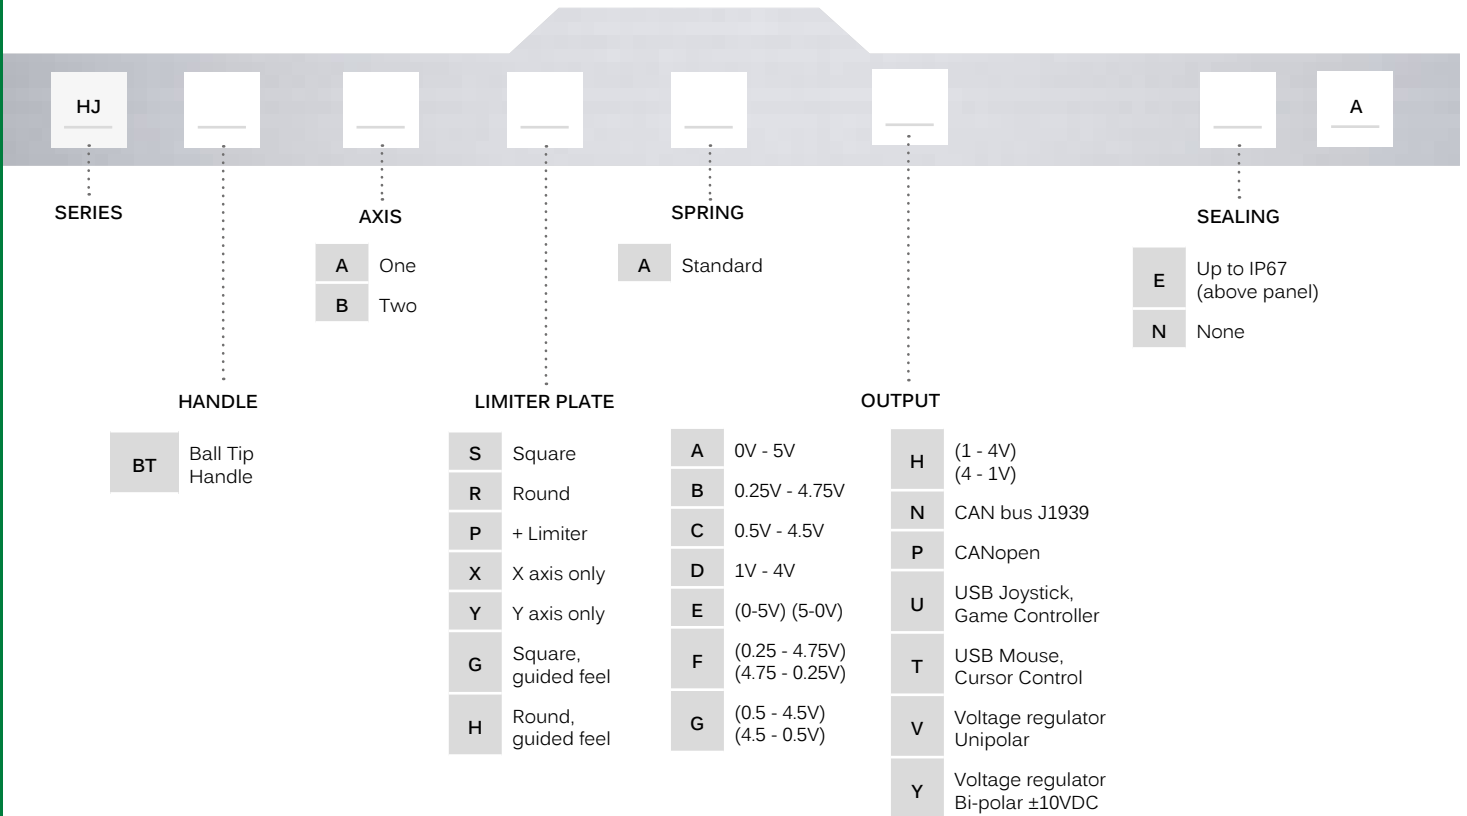 HJ
A
SERIES
AXIS
A One
B Two
SPRING
A Standard
SEALING
E Up to IP67
(above panel)
N None
HANDLE
BT Ball Tip
Handle
LIMITER PLATE
S Square
R Round
P + Limiter
X X axis only
Y Y axis only
G Square,
guided feel
H Round,
guided feel
OUTPUT
A 0V - 5V
B 0.25V - 4.75V
C 0.5V - 4.5V
D 1V - 4V
E (0-5V) (5-0V)
F (0.25 - 4.75V)
(4.75 - 0.25V)
G (0.5 - 4.5V)
(4.5 - 0.5V)
H (1 - 4V)
(4 - 1V)
N CAN bus J1939
P CANopen
U USB Joystick,
Game Controller
T USB Mouse,
Cursor Control
V Voltage regulator
Unipolar
Y Voltage regulator
Bi-polar ±10VDC